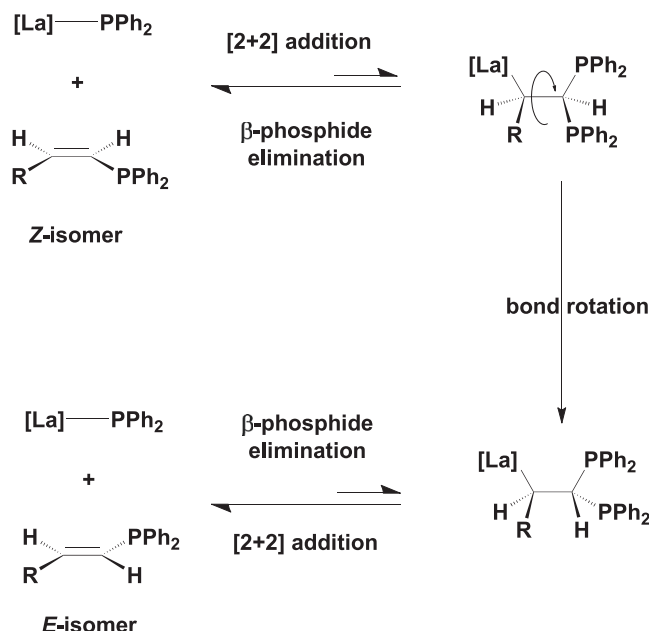 [La] PPh2
+
H H
R PPh2
Z-isomer
[2+2] addition
β-phosphide
elimination
[La] PPh2
H H
R PPh2
bond rotation
[La] PPh2
+
H PPh2
R H
E-isomer
β-phosphide
elimination
[2+2] addition
[La] PPh2
H PPh2
R H